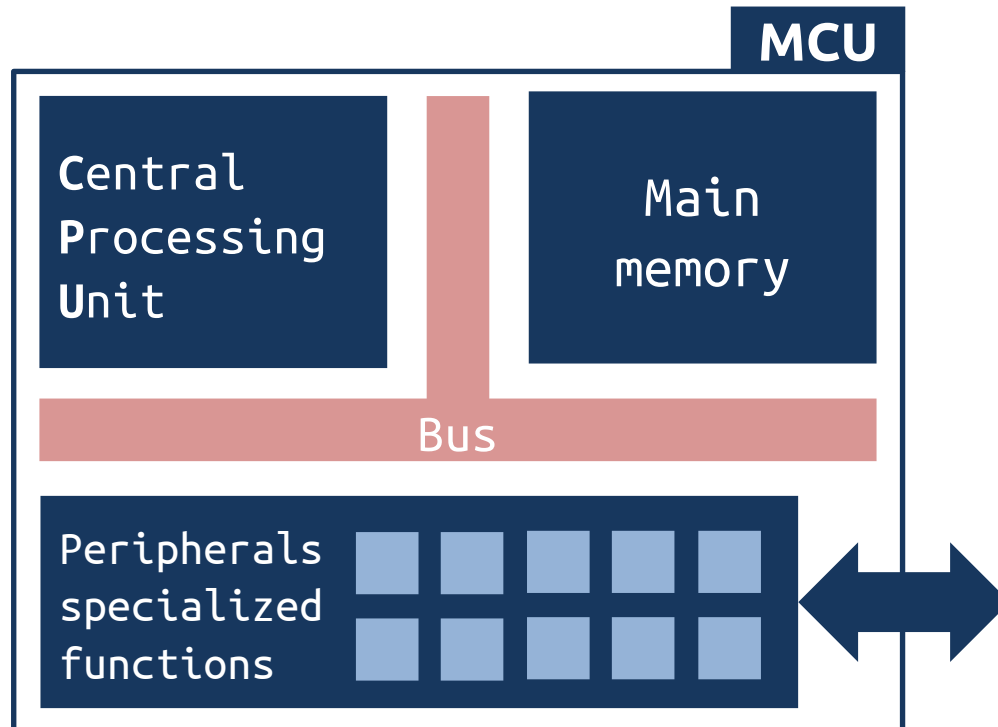 MCU
Central
Processing
Unit
Main
memory
Bus
Peripherals
specialized
functions